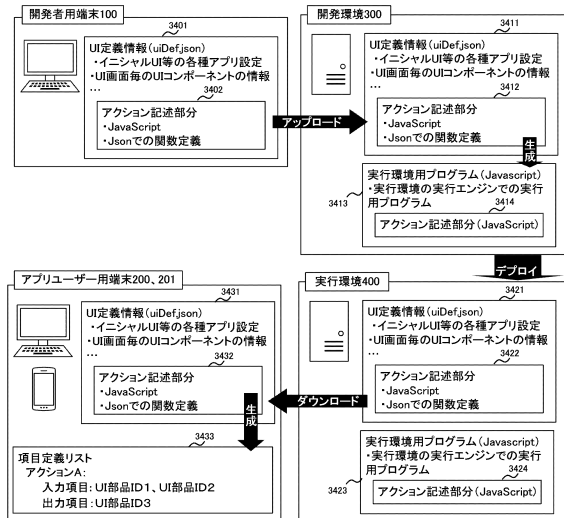 開発者用端末100
3401
UI定義情報(uiDef.json)
・イニシャルUI等の各種アプリ設定
・UI画面毎のUIコンポーネントの情報
…
3402
アクション記述部分
・JavaScript
・Jsonでの関数定義
アップロード
開発環境300
3411
UI定義情報(uiDef.json)
・イニシャルUI等の各種アプリ設定
・UI画面毎のUIコンポーネントの情報
…
3412
アクション記述部分
・JavaScript
・Jsonでの関数定義
生成
実行環境用プログラム(Javascript)
・実行環境の実行エンジンでの実行
用プログラム
3413
3414
アクション記述部分(JavaScript)
デプロイ
アプリユーザー用端末200、201
3431
UI定義情報(uiDef.json)
・イニシャルUI等の各種アプリ設定
・UI画面毎のUIコンポーネントの情報
…
3432
アクション記述部分
・JavaScript
・Jsonでの関数定義
生成
3433
項目定義リスト
アクションA:
入力項目:UI部品ID1、UI部品ID2
出力項目:UI部品ID3
ダウンロード
実行環境400
3421
UI定義情報(uiDef.json)
・イニシャルUI等の各種アプリ設定
・UI画面毎のUIコンポーネントの情報
…
3422
アクション記述部分
・JavaScript
・Jsonでの関数定義
実行環境用プログラム(Javascript)
・実行環境の実行エンジンでの実行
用プログラム
3423
3424
アクション記述部分(JavaScript)